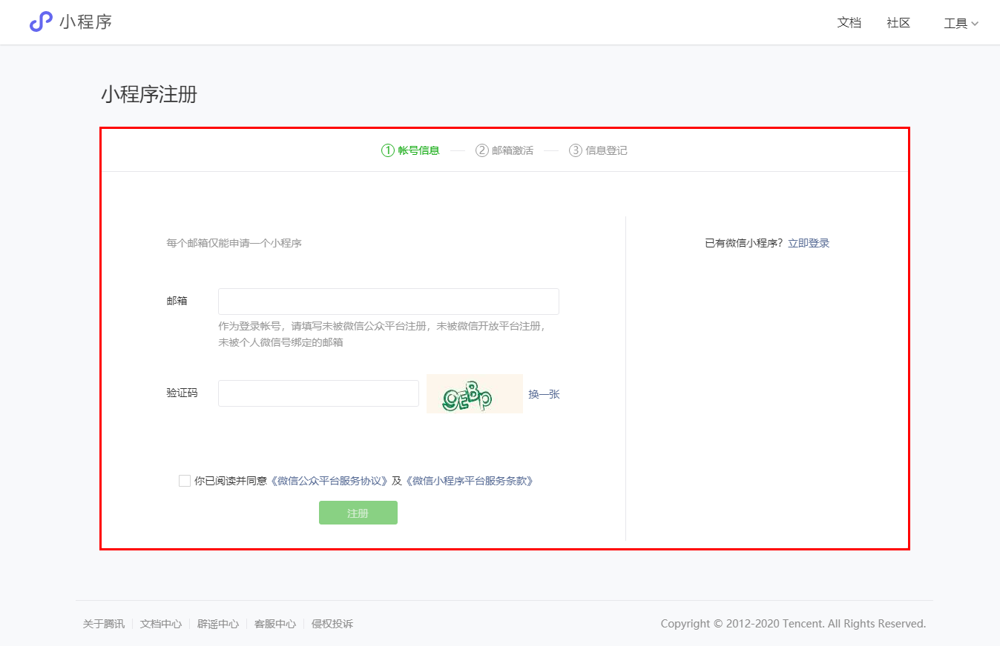 小程序
文档 社区 工具
小程序注册
① 帐号信息 ② 邮箱激活 ③ 信息登记
每个邮箱仅能申请一个小程序
已有微信小程序？立即登录
邮箱
作为登录帐号，请填写未被微信公众平台注册，未被微信开放平台注册，
未被个人微信号绑定的邮箱
验证码 gEBp 换一张
你已阅读并同意《微信公众平台服务协议》及《微信小程序平台服务条款》
注册
关于腾讯 文档中心 辟谣中心 客服中心 侵权投诉
Copyright © 2012-2020 Tencent. All Rights Reserved.